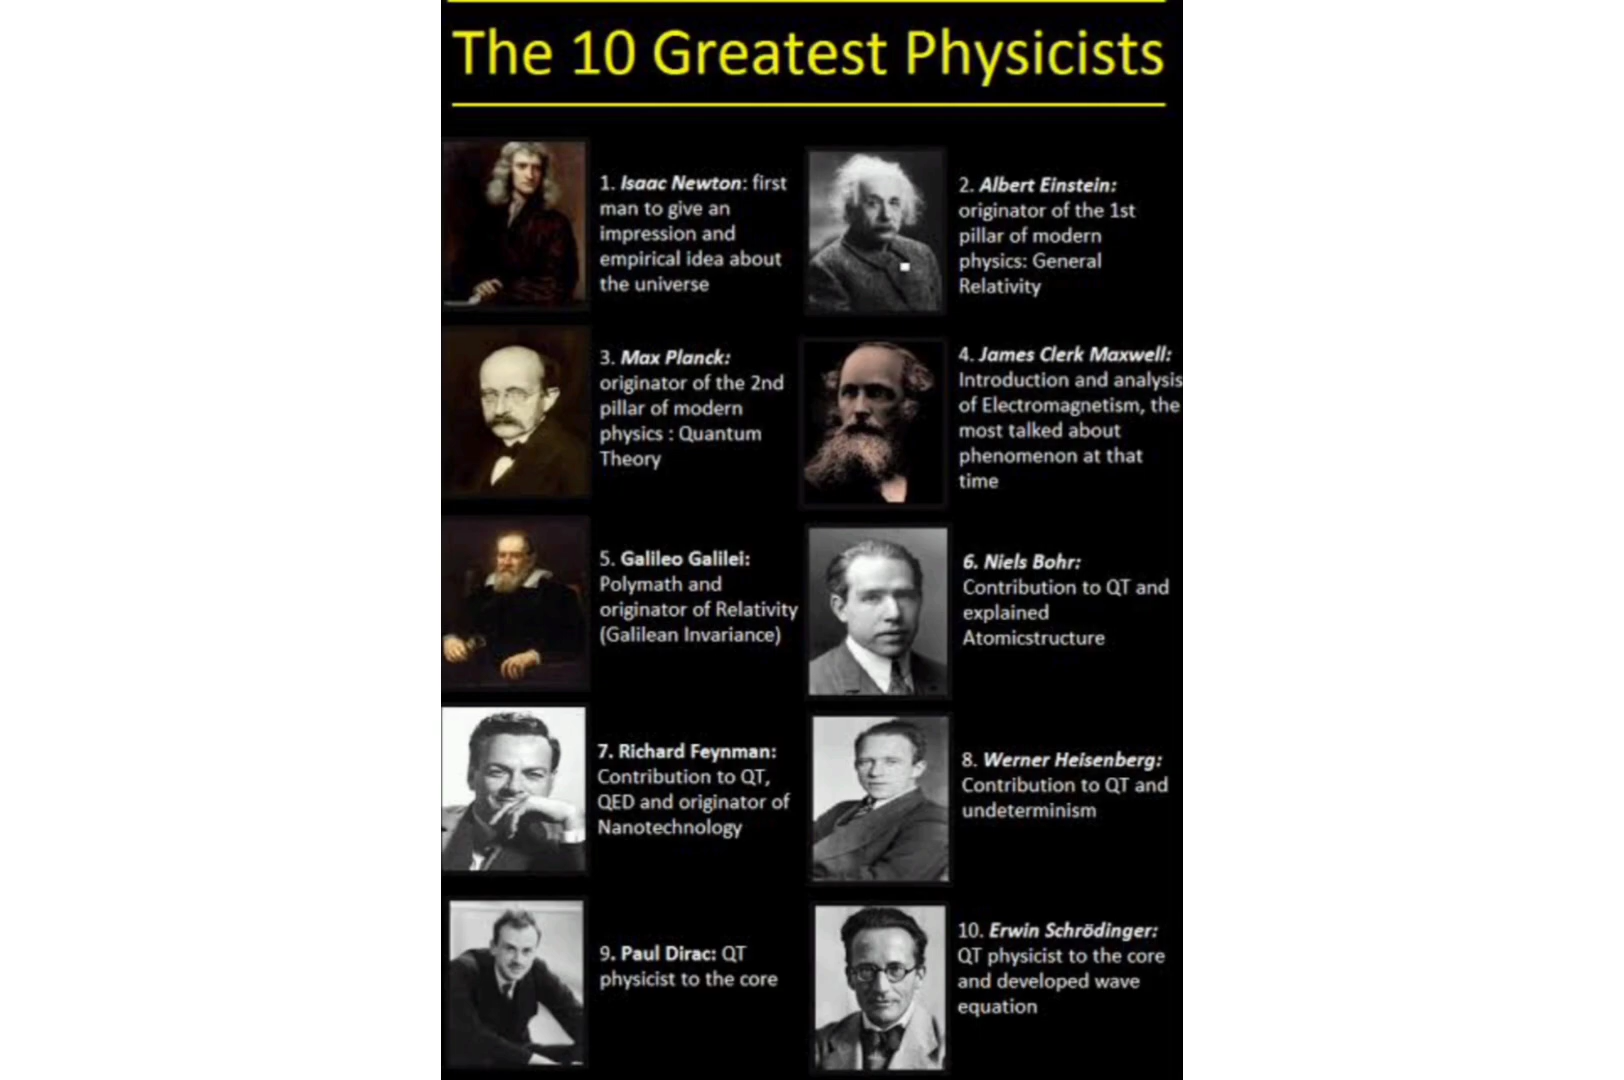 The 10 Greatest Physicists
1. Isaac Newton: first
man to give an
impression and
empirical idea about
the universe
2. Albert Einstein:
originator of the 1st
pillar of modern
physics: General
Relativity
3. Max Planck:
originator of the 2nd
pillar of modern
physics : Quantum
Theory
4. James Clerk Maxwell:
Introduction and analysis
of Electromagnetism, the
most talked about
phenomenon at that
time
5. Galileo Galilei:
Polymath and
originator of Relativity
(Galilean Invariance)
6. Niels Bohr:
Contribution to QT and
explained
Atomicstructure
7. Richard Feynman:
Contribution to QT,
QED and originator of
Nanotechnology
8. Werner Heisenberg:
Contribution to QT and
undeterminism
9. Paul Dirac: QT
physicist to the core
10. Erwin Schrödinger:
QT physicist to the core
and developed wave
equation